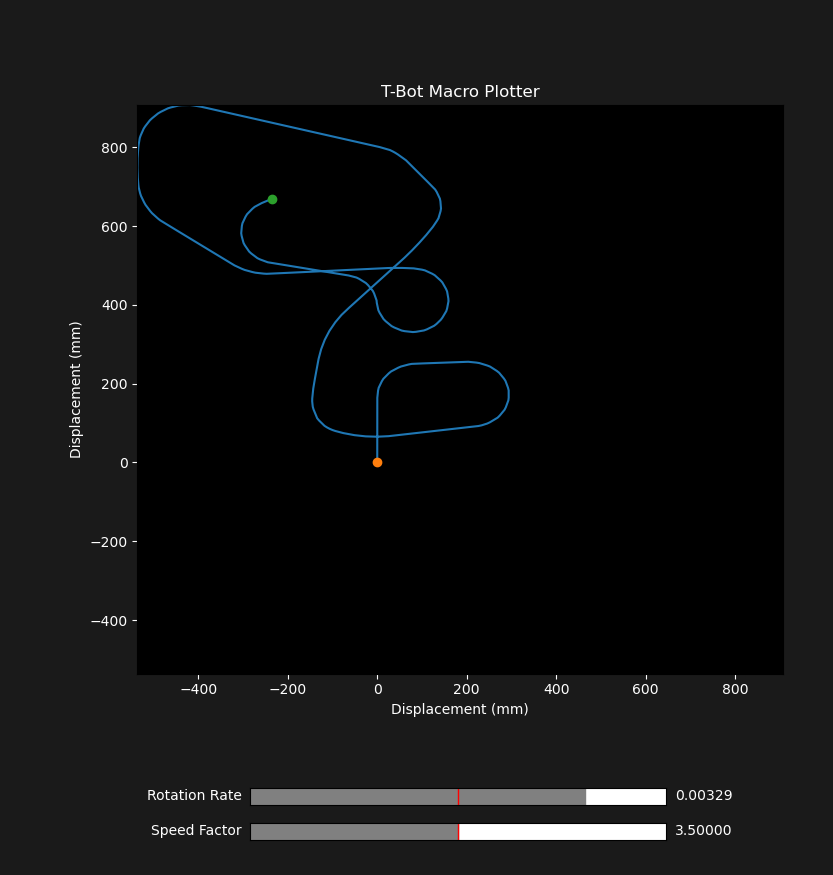 T-Bot Macro Plotter
800
600
400
200
0
−200
−400
Displacement (mm)
−400 −200 0 200 400 600 800
Displacement (mm)
Rotation Rate 0.00329
Speed Factor 3.50000